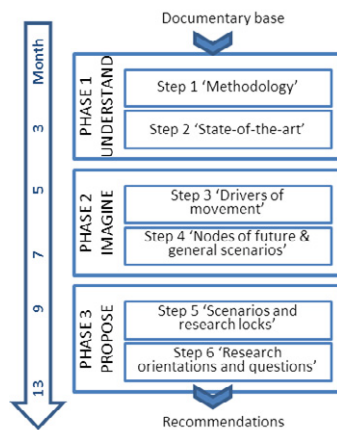 Documentary base
Month
3
5
7
9
13
PHASE 1
UNDERSTAND
Step 1 ‘Methodology’
Step 2 ‘State-of-the-art’
PHASE 2
IMAGINE
Step 3 ‘Drivers of
movement’
Step 4 ‘Nodes of future &
general scenarios’
PHASE 3
PROPOSE
Step 5 ‘Scenarios and
research locks’
Step 6 ‘Research
orientations and questions’
Recommendations